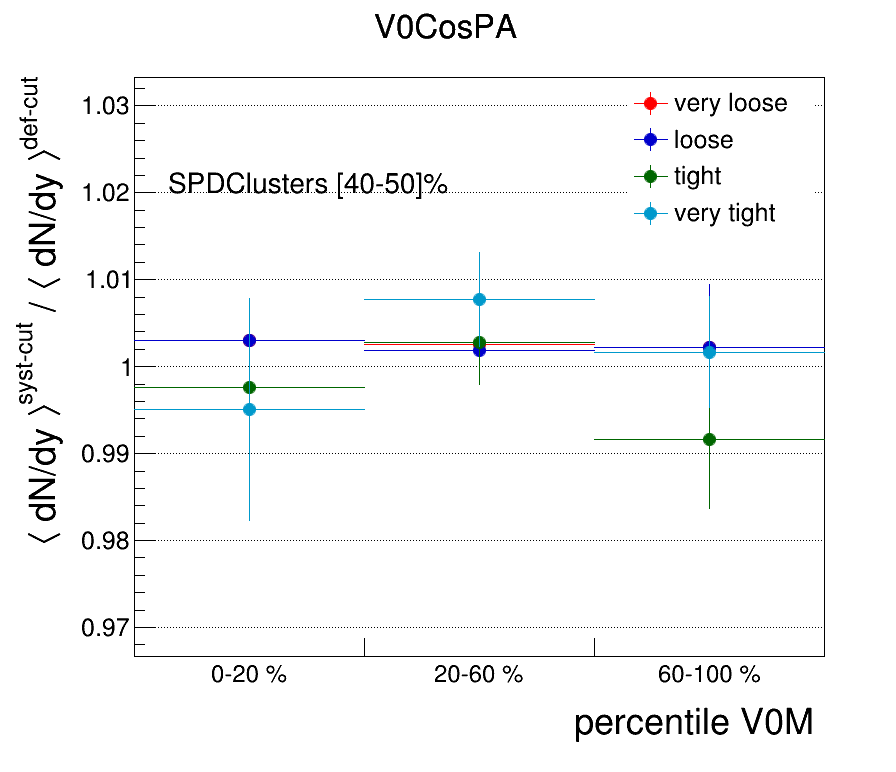 V0CosPA
⟨ dN/dy ⟩syst-cut / ⟨ dN/dy ⟩def-cut
1.03
1.02
1.01
1
0.99
0.98
0.97
SPDClusters [40-50]%
very loose
loose
tight
very tight
0-20 %
20-60 %
60-100 %
percentile V0M